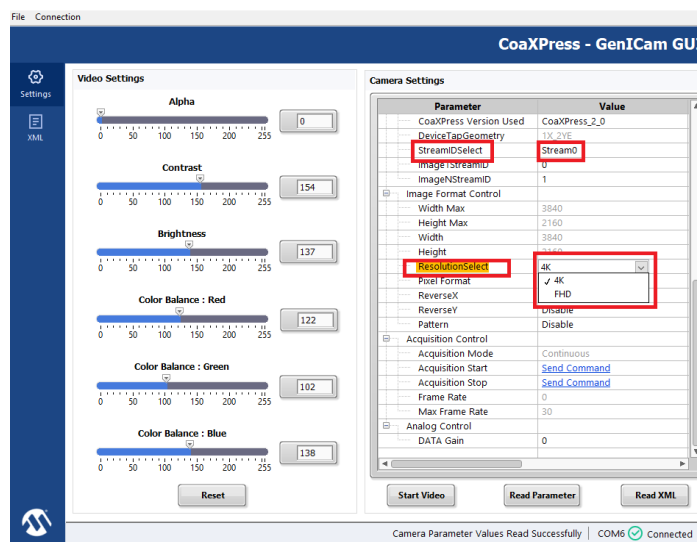 File Connection
CoaXPress - GenICam GUI
Settings
XML
Video Settings
Alpha
0
0 50 100 150 200 255
Contrast
154
0 50 100 150 200 255
Brightness
137
0 50 100 150 200 255
Color Balance : Red
122
0 50 100 150 200 255
Color Balance : Green
102
0 50 100 150 200 255
Color Balance : Blue
138
0 50 100 150 200 255
Reset
Camera Settings
Parameter Value
CoaXPress Version Used CoaXPress_2_0
DeviceTapGeometry 1X_2YE
StreamIDSelect Stream0
Image1StreamID 0
ImageNStreamID 1
Image Format Control
Width Max 3840
Height Max 2160
Width 3840
Height 2160
ResolutionSelect 4K
Pixel Format
✓ 4K
FHD
ReverseX
ReverseY Disable
Pattern Disable
Acquisition Control
Acquisition Mode Continuous
Acquisition Start Send Command
Acquisition Stop Send Command
Frame Rate 0
Max Frame Rate 30
Analog Control
DATA Gain 0
Start Video Read Parameter Read XML
Camera Parameter Values Read Successfully | COM6 Connected